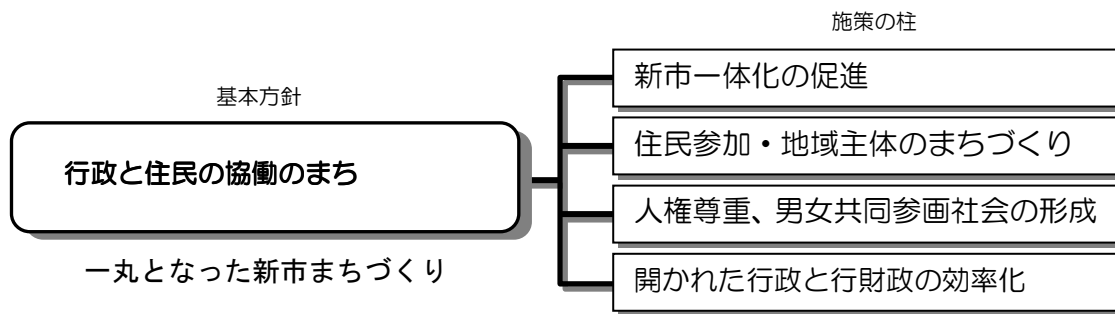 施策の柱
基本方針
行政と住民の協働のまち
一丸となった新市まちづくり
新市一体化の促進
住民参加・地域主体のまちづくり
人権尊重、男女共同参画社会の形成
開かれた行政と行財政の効率化